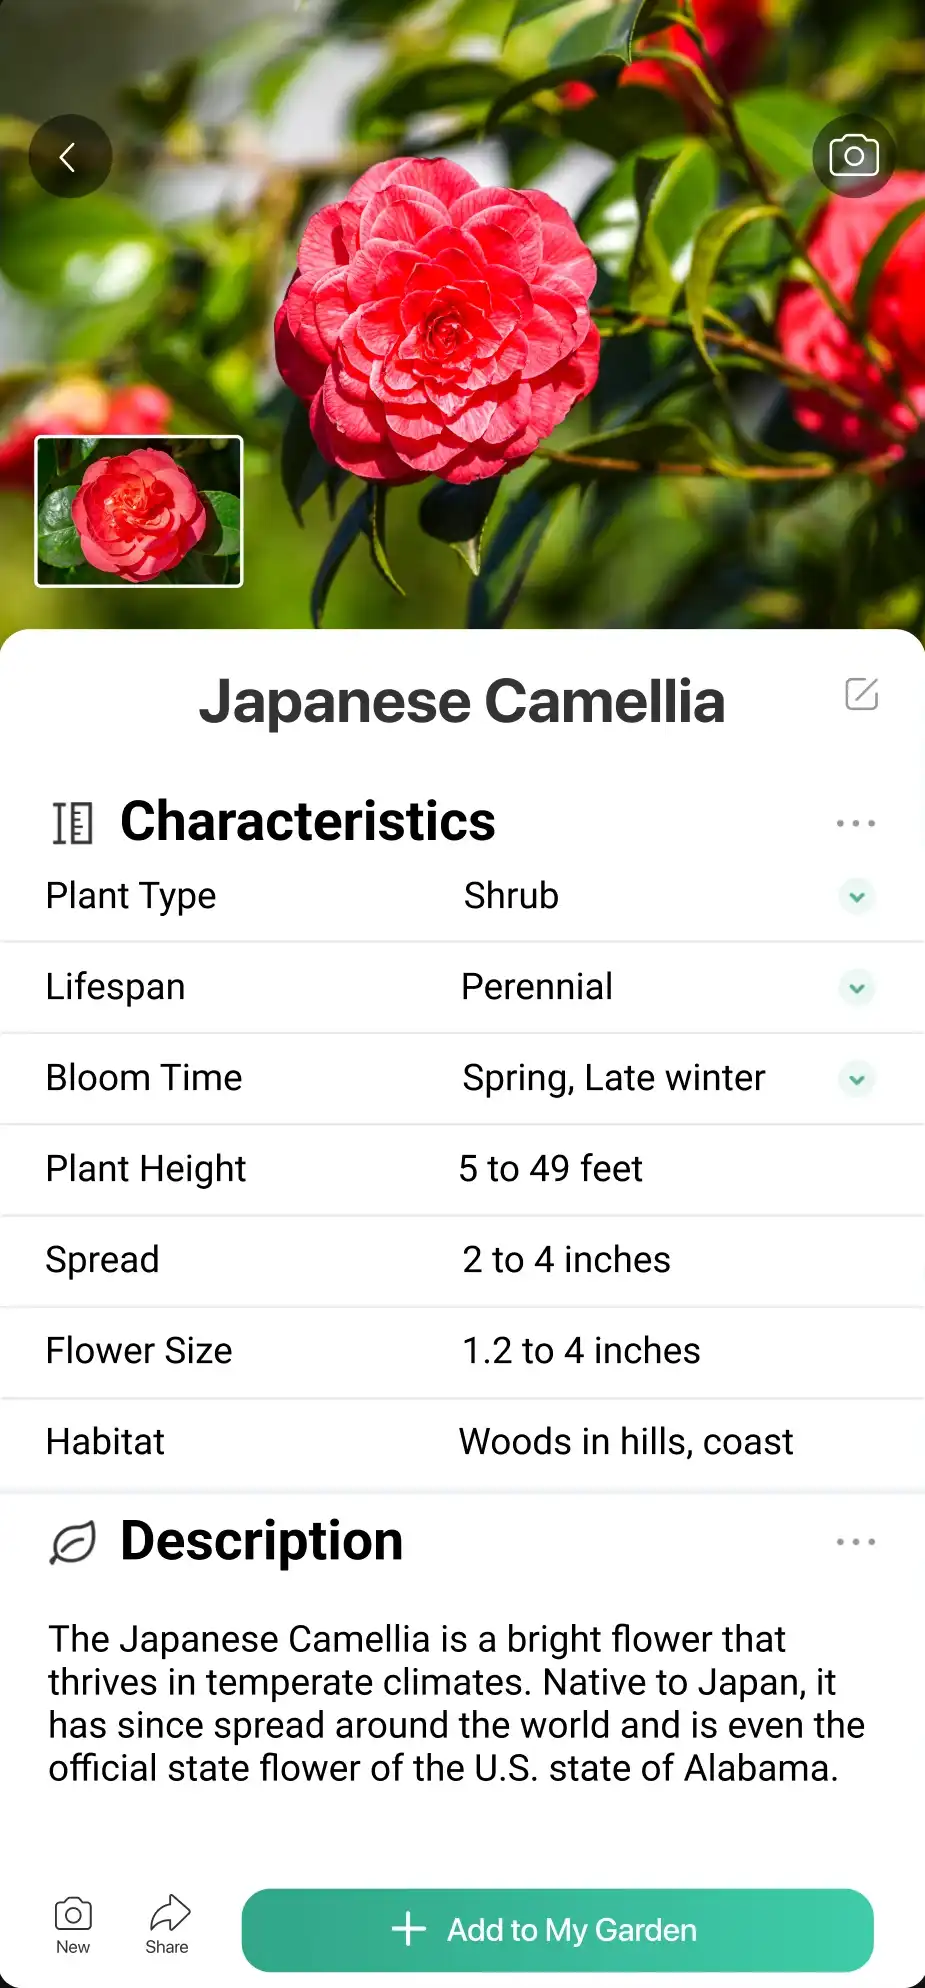 Japanese Camellia
Characteristics
Plant Type Shrub
Lifespan Perennial
Bloom Time Spring, Late winter
Plant Height 5 to 49 feet
Spread 2 to 4 inches
Flower Size 1.2 to 4 inches
Habitat Woods in hills, coast
Description
The Japanese Camellia is a bright flower that
thrives in temperate climates. Native to Japan, it
has since spread around the world and is even the
official state flower of the U.S. state of Alabama.
New Share Add to My Garden